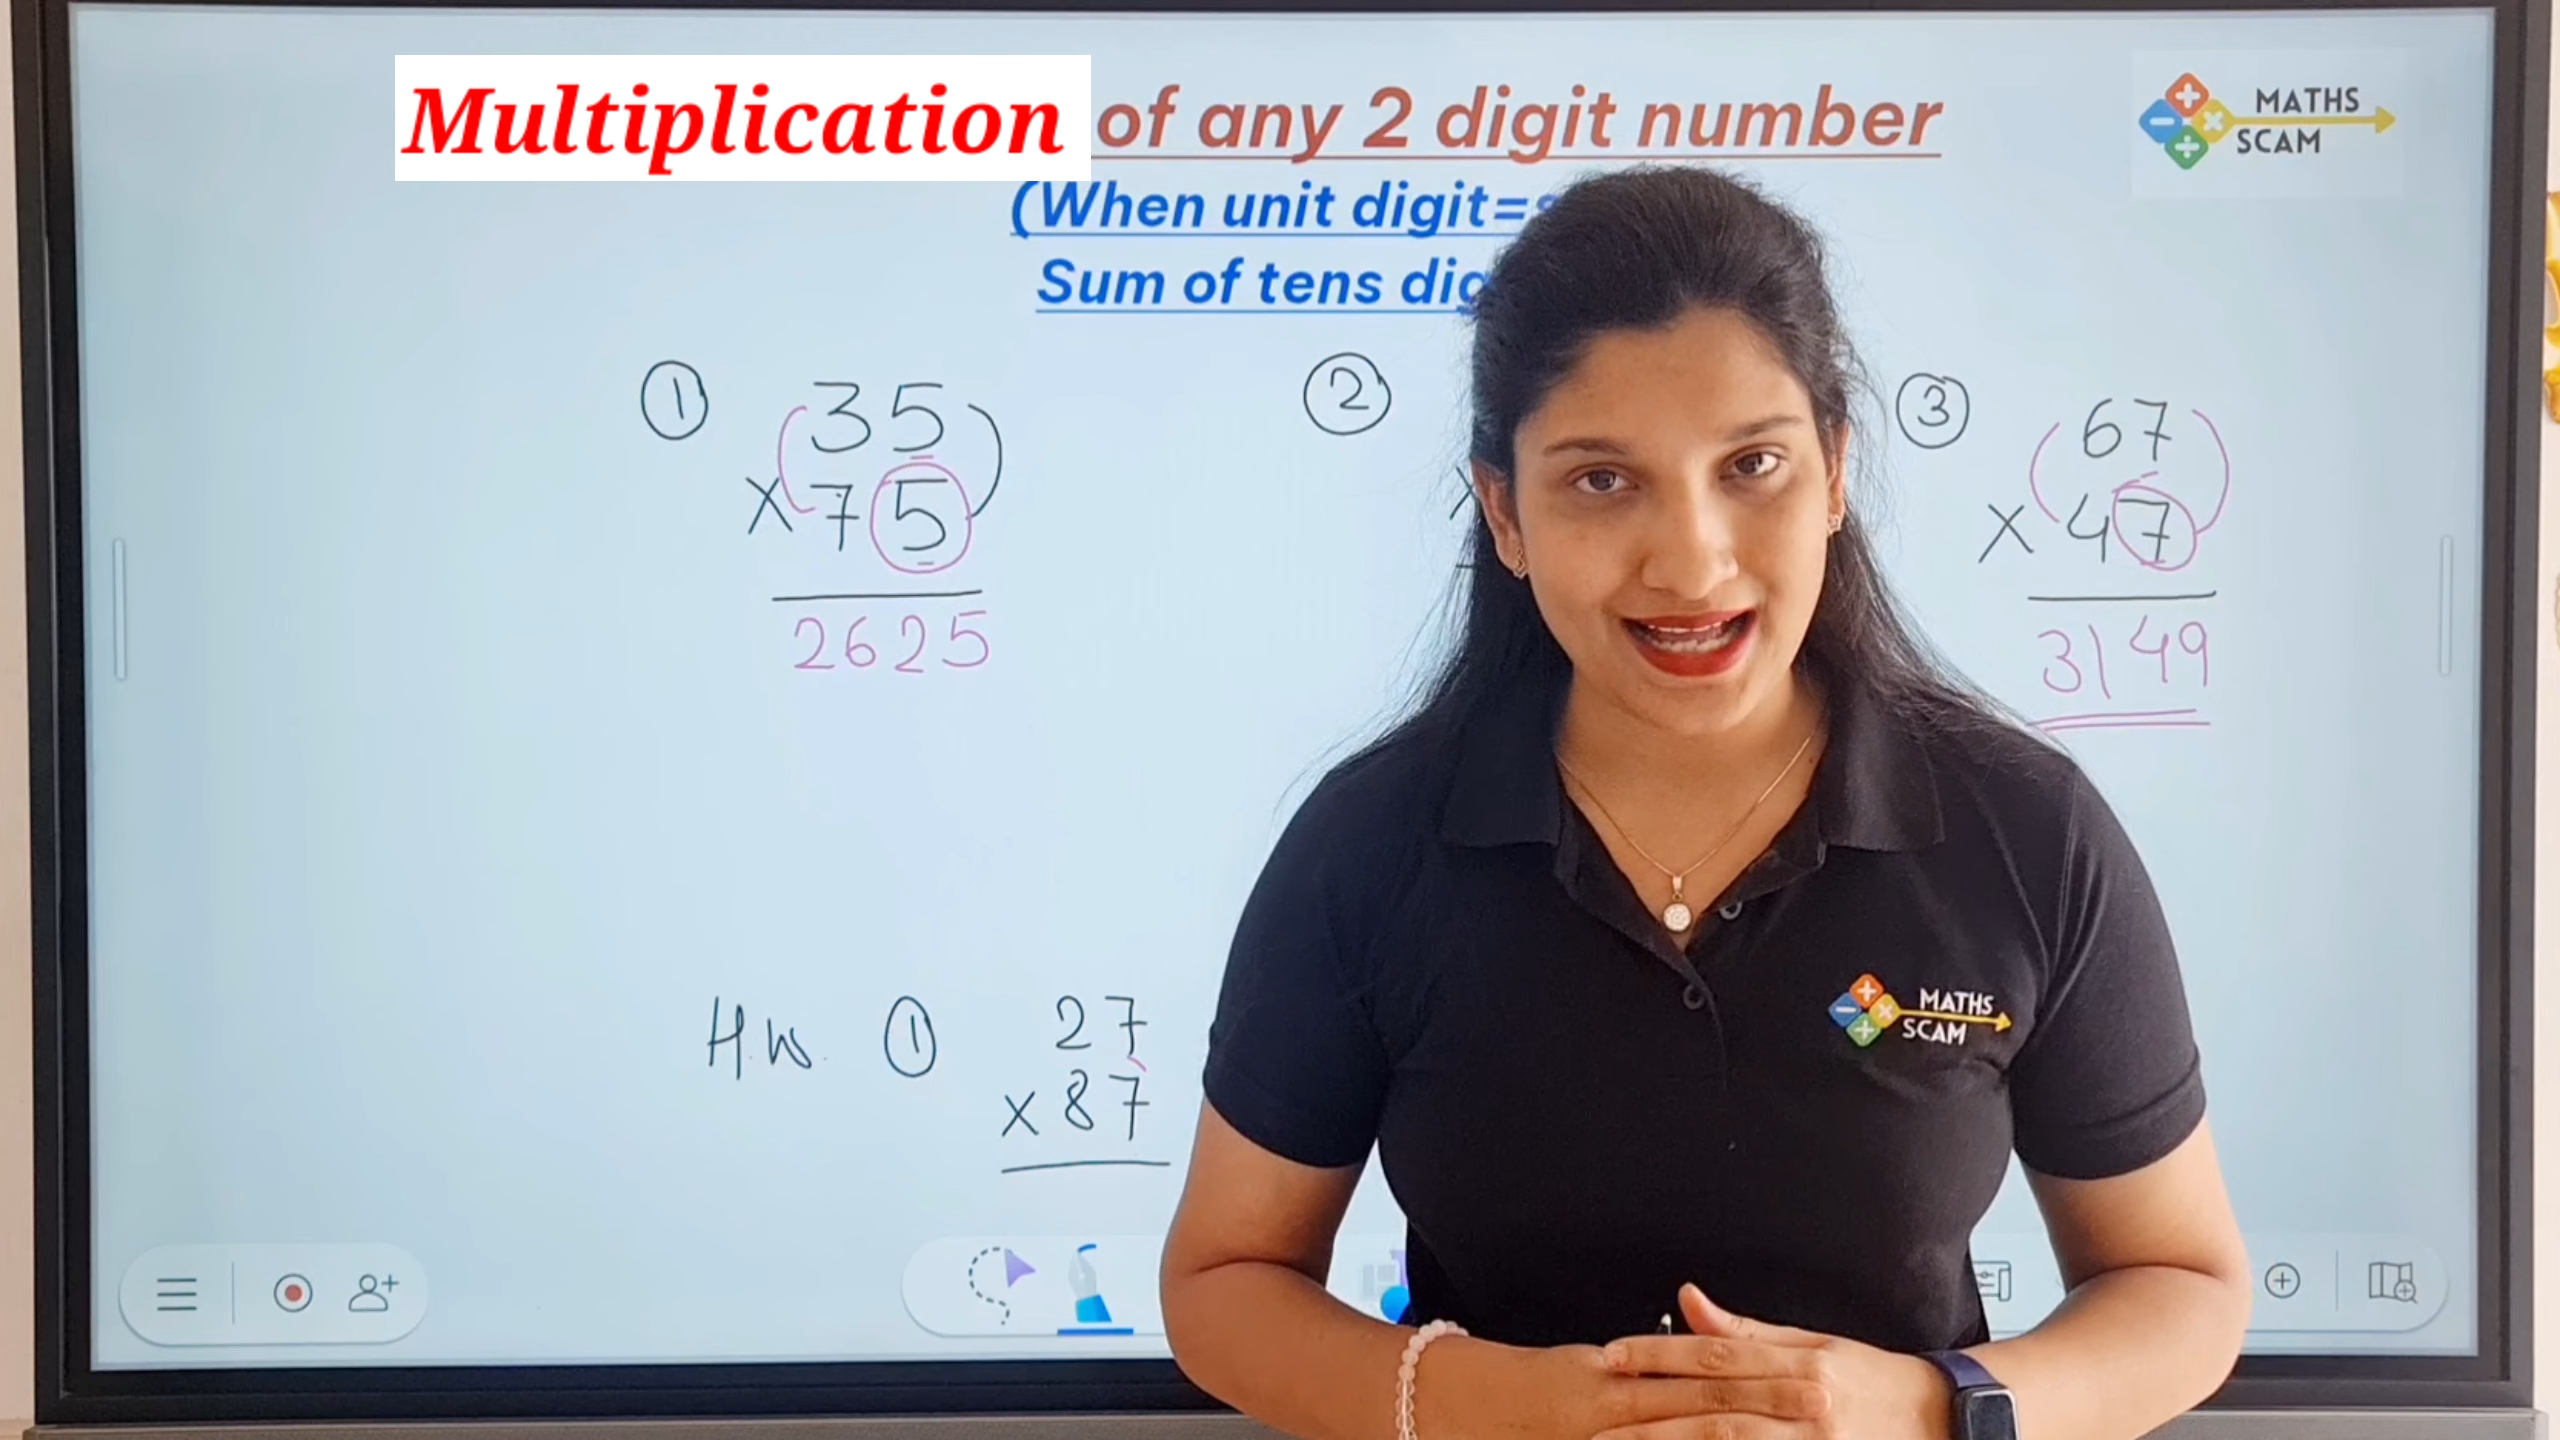 Multiplication of any 2 digit number
MATHS
SCAM
(When unit digit=
Sum of tens
① 35
×75
2625
②
×
③ 67
×47
3149
H.W. ① 27
×87
MATHS
SCAM